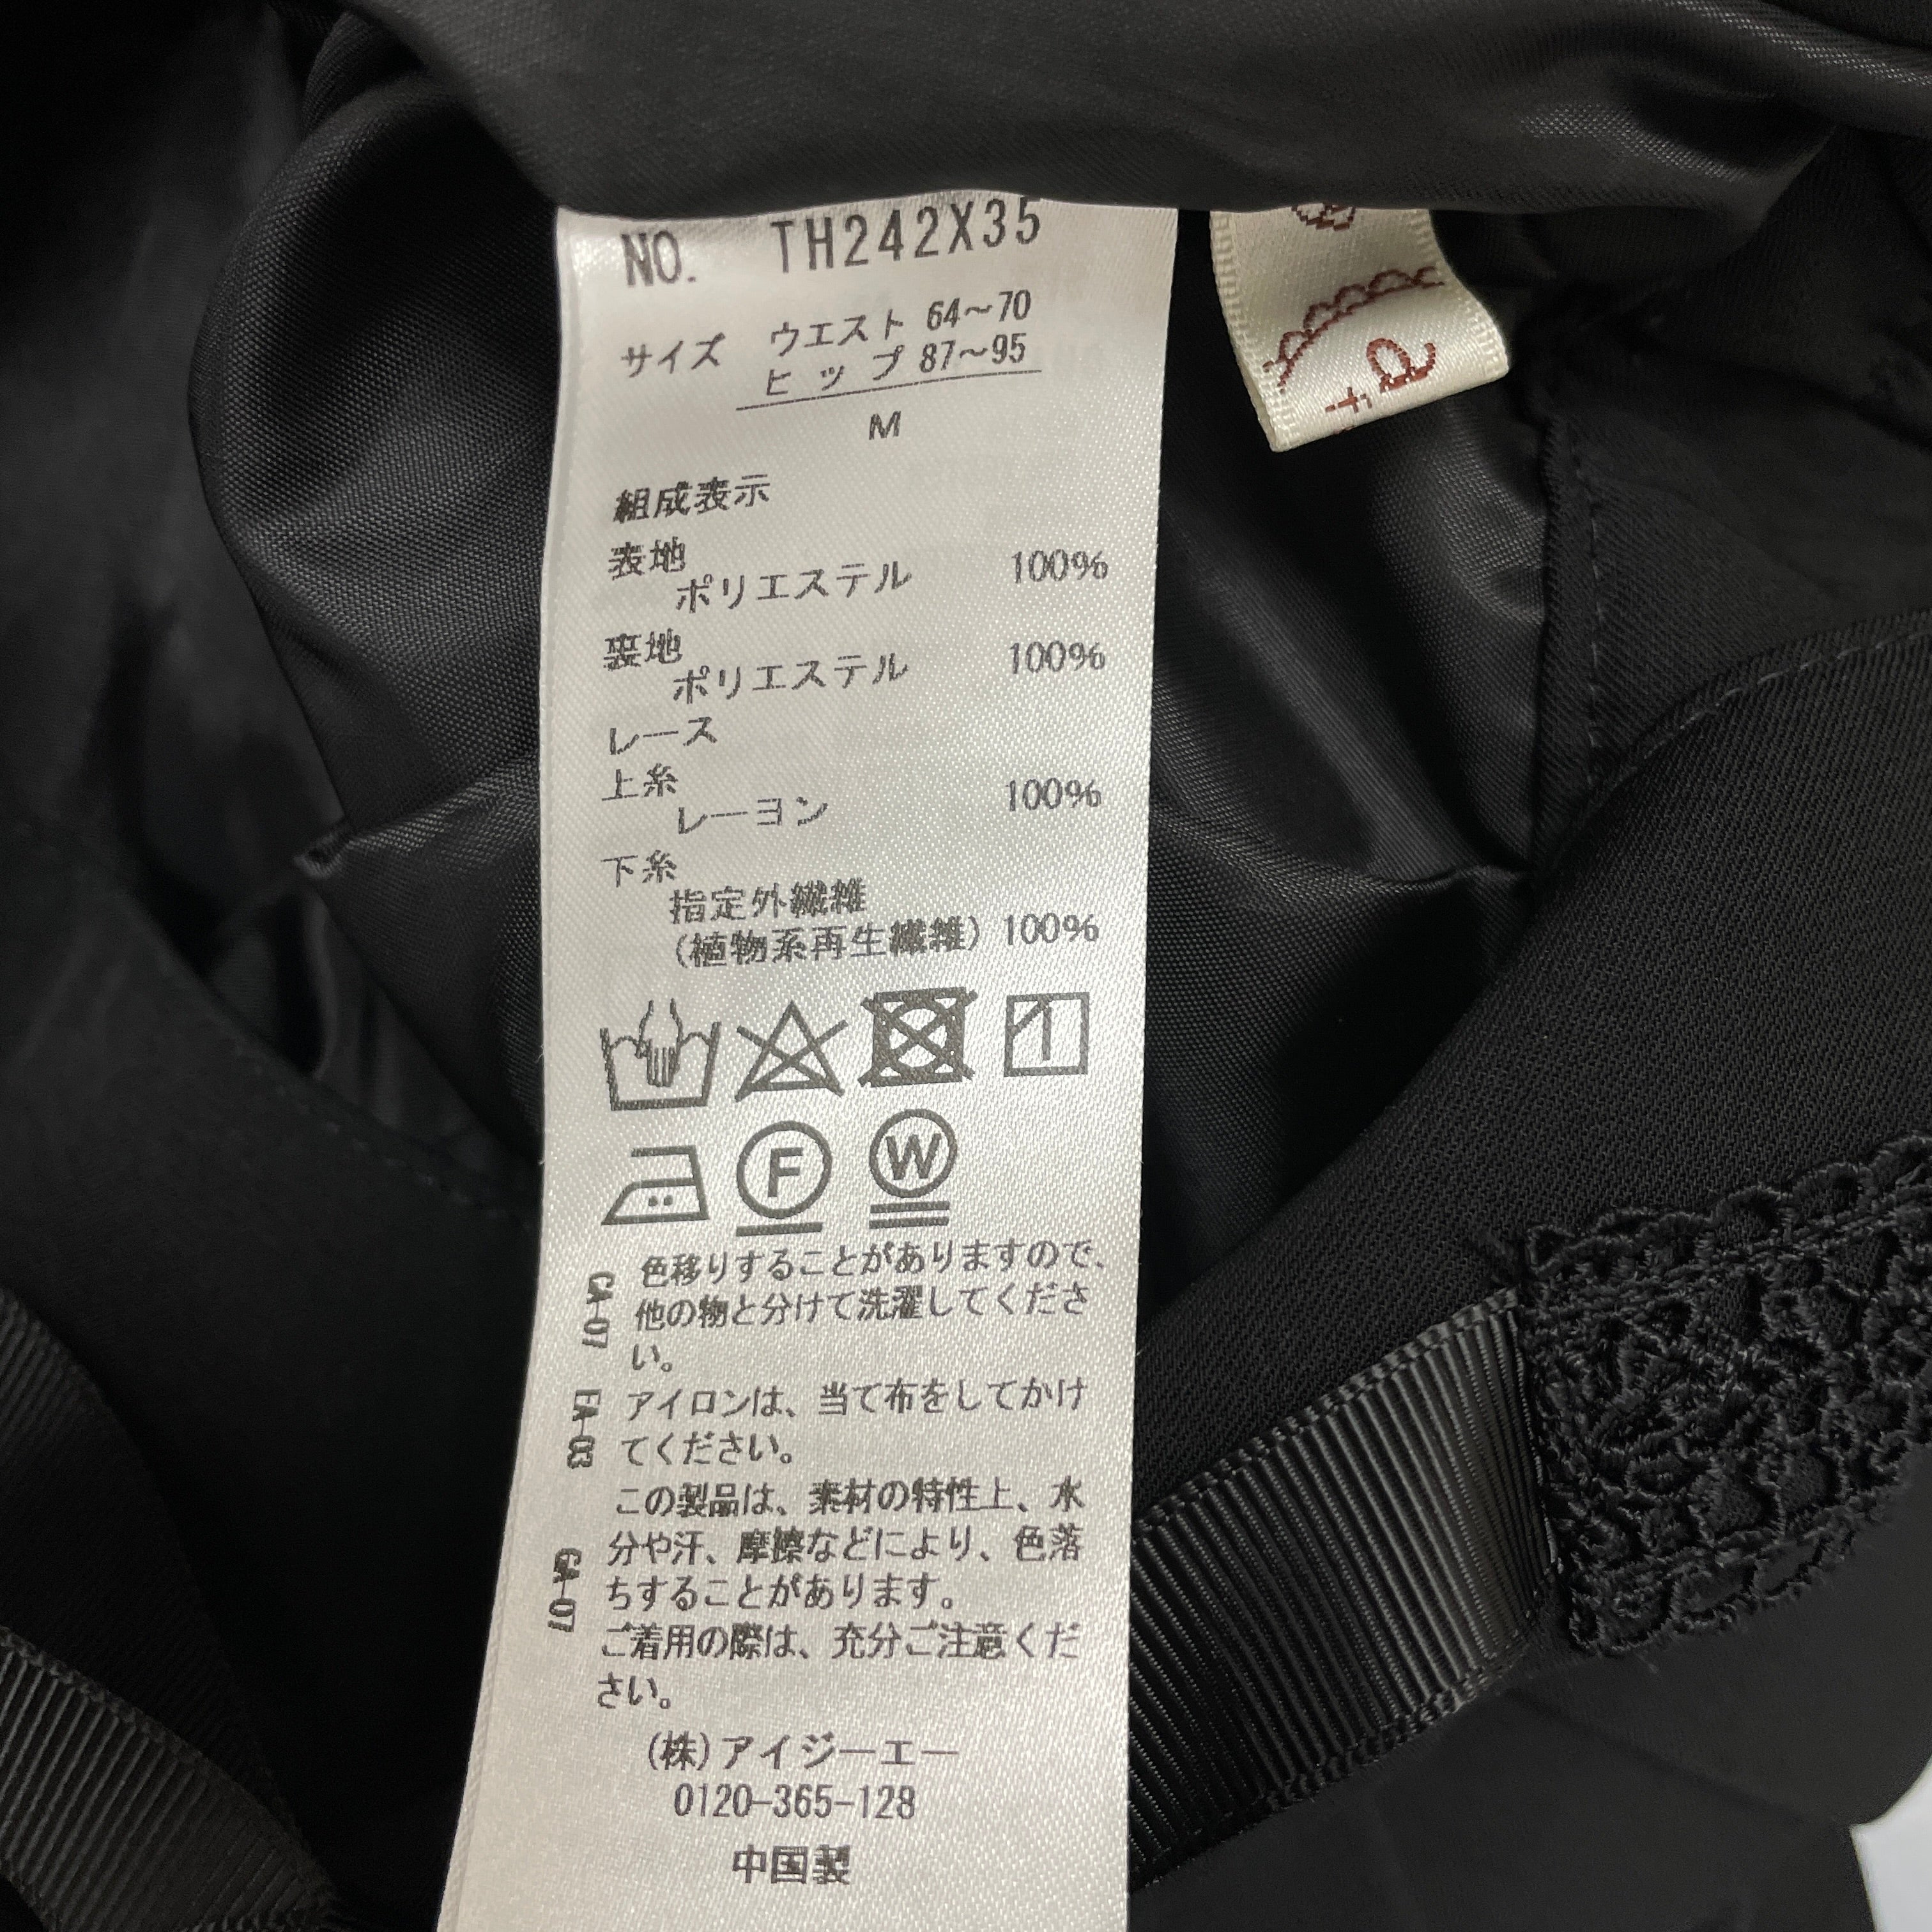 NO. TH242X35
サイズ ウエスト 64～70
ヒップ 87～95
M
組成表示
表地
ポリエステル 100%
裏地
ポリエステル 100%
レース
上糸
レーヨン 100%
下糸
指定外繊維
(植物系再生繊維) 100%
F W
CA-07
色移りすることがありますので、
他の物と分けて洗濯してくださ
い。
EA-03
アイロンは、当て布をしてかけ
てください。
GA-07
この製品は、素材の特性上、水
分や汗、摩擦などにより、色落
ちすることがあります。
ご着用の際は、充分ご注意くだ
さい。
(株)アイジーエー
0120-365-128
中国製